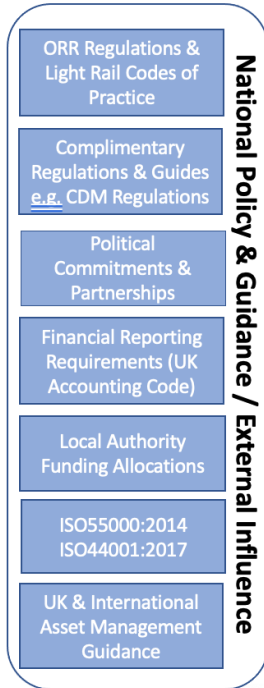 ORR Regulations &
Light Rail Codes of
Practice
Complimentary
Regulations & Guides
e.g. CDM Regulations
Political
Commitments &
Partnerships
Financial Reporting
Requirements (UK
Accounting Code)
Local Authority
Funding Allocations
ISO55000:2014
ISO44001:2017
UK & International
Asset Management
Guidance
National Policy & Guidance / External Influence